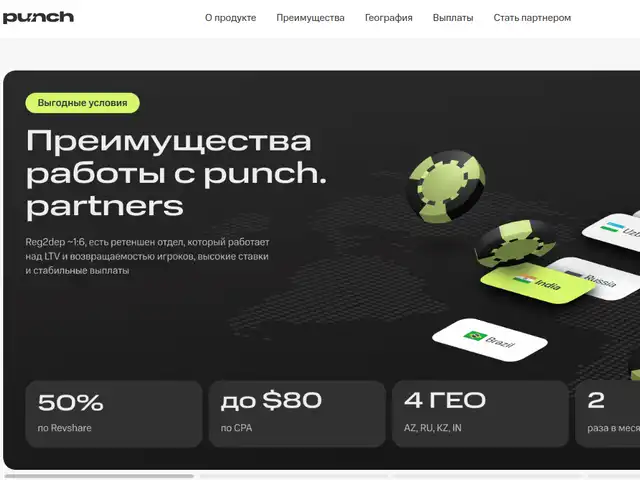 punch
О продукте Преимущества География Выплаты Стать партнером
Выгодные условия
Преимущества
работы с punch.
partners
Reg2dep ~1:6, есть ретеншен отдел, который работает
над LTV и возвращаемостью игроков, высокие ставки
и стабильные выплаты
Uzb
Russia
India
Brazil
50% до $80 4 ГЕО 2
по Revshare по CPA AZ, RU, KZ, IN раза в меся